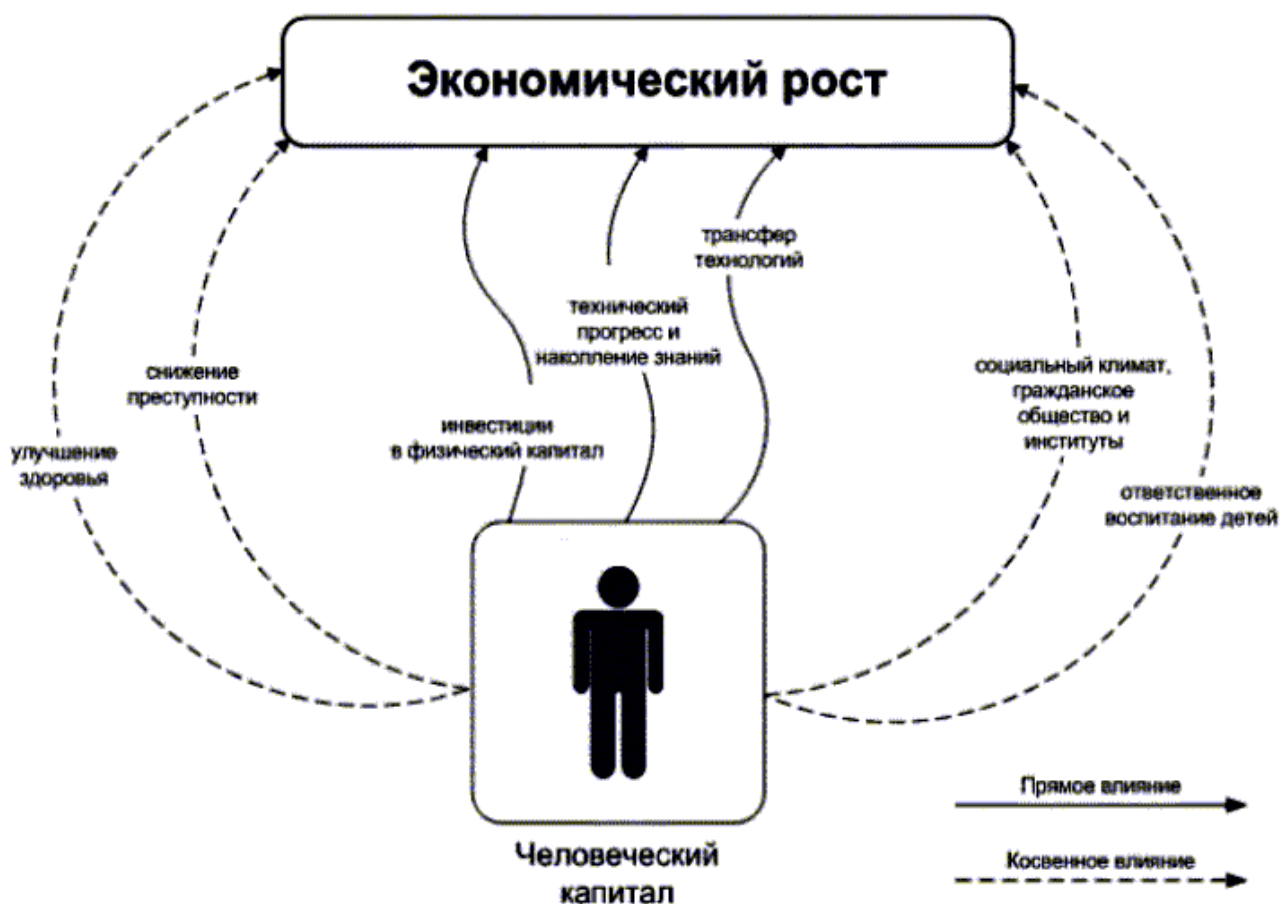 Экономический рост
трансфер
технологий
технический
прогресс и
накопление знаний
снижение
преступности
социальный климат,
гражданское
общество и
институты
инвестиции
в физический капитал
улучшение
здоровья
ответственное
воспитание детей
Человеческий
капитал
Прямое влияние
Косвенное влияние